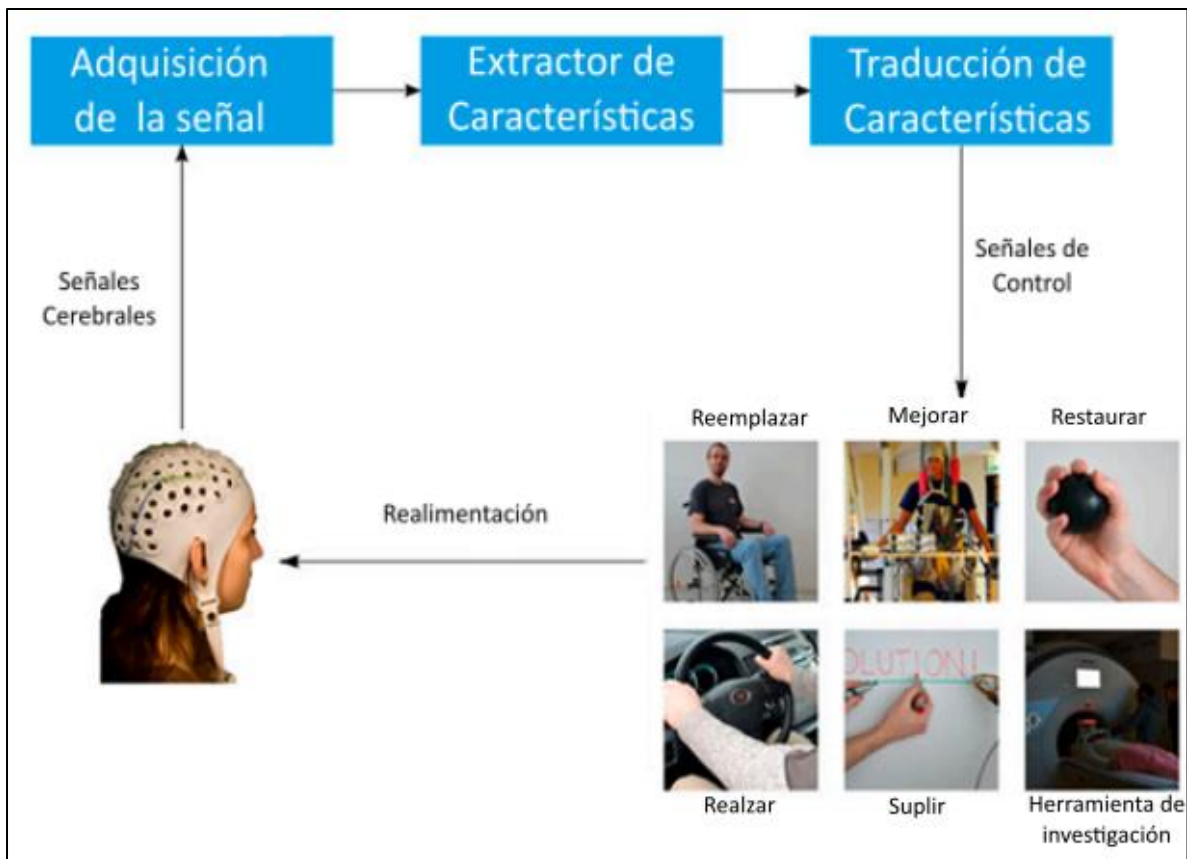 Adquisición
de la señal
Extractor de
Características
Traducción de
Características
Señales
Cerebrales
Señales de
Control
Reemplazar
Mejorar
Restaurar
Realimentación
OLUTION!
Realzar
Suplir
Herramienta de
investigación